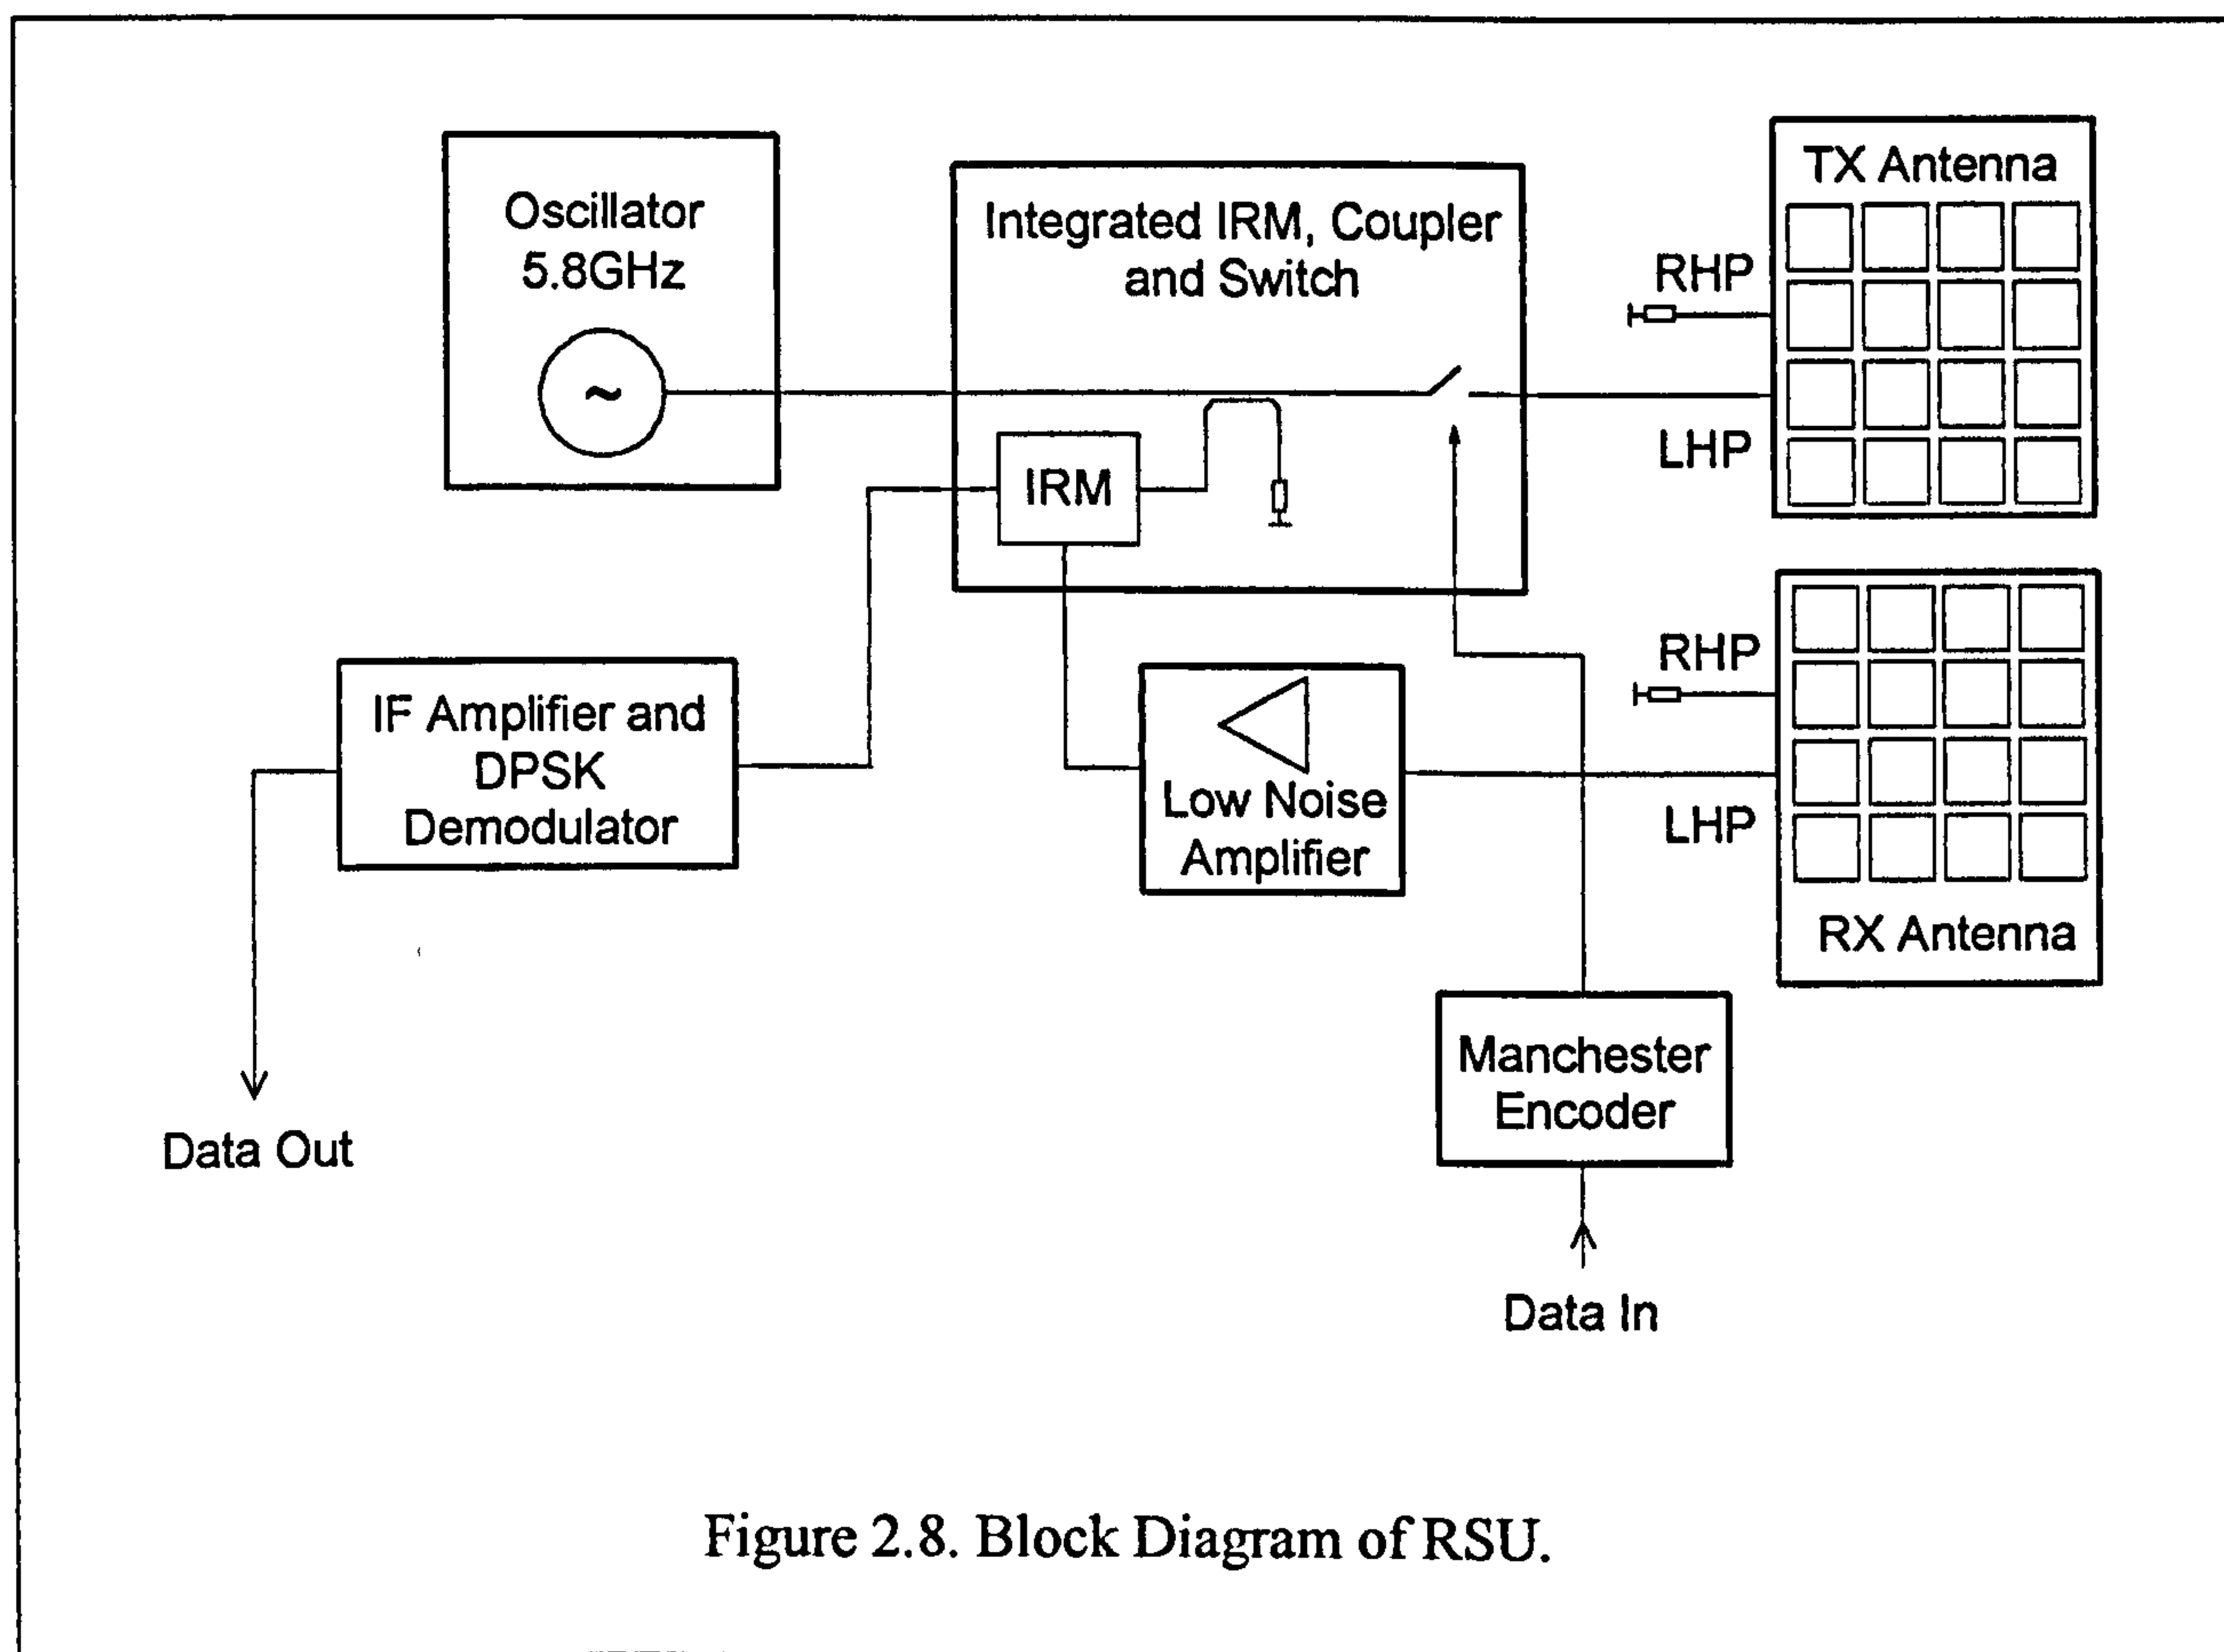 Oscillator
5.8GHz
~
Integrated IRM, Coupler
and Switch
IRM
TX Antenna
RHP
LHP
RHP
LHP
RX Antenna
IF Amplifier and
DPSK
Demodulator
Low Noise
Amplifier
Manchester
Encoder
Data Out
Data In
Figure 2.8. Block Diagram of RSU.